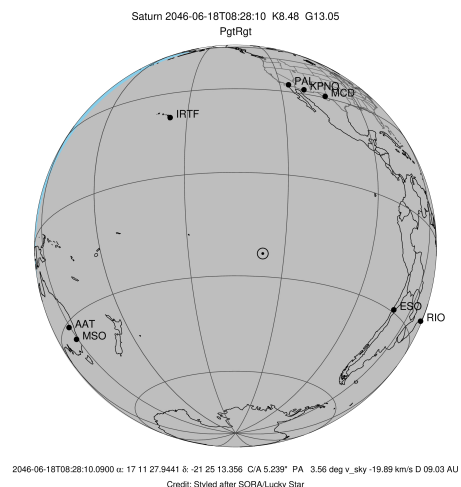 Saturn 2046-06-18T08:28:10 K8.48 G13.05
PgtRgt
PAL
KPNO
MCD
IRTF
ESO
RIO
AAT
MSO
2046-06-18T08:28:10.0900 α: 17 11 27.9441 δ: -21 25 13.356 C/A 5.239" PA 3.56 deg v_sky -19.89 km/s D 09.03 AU
Credit: Styled after SORA/Lucky Star